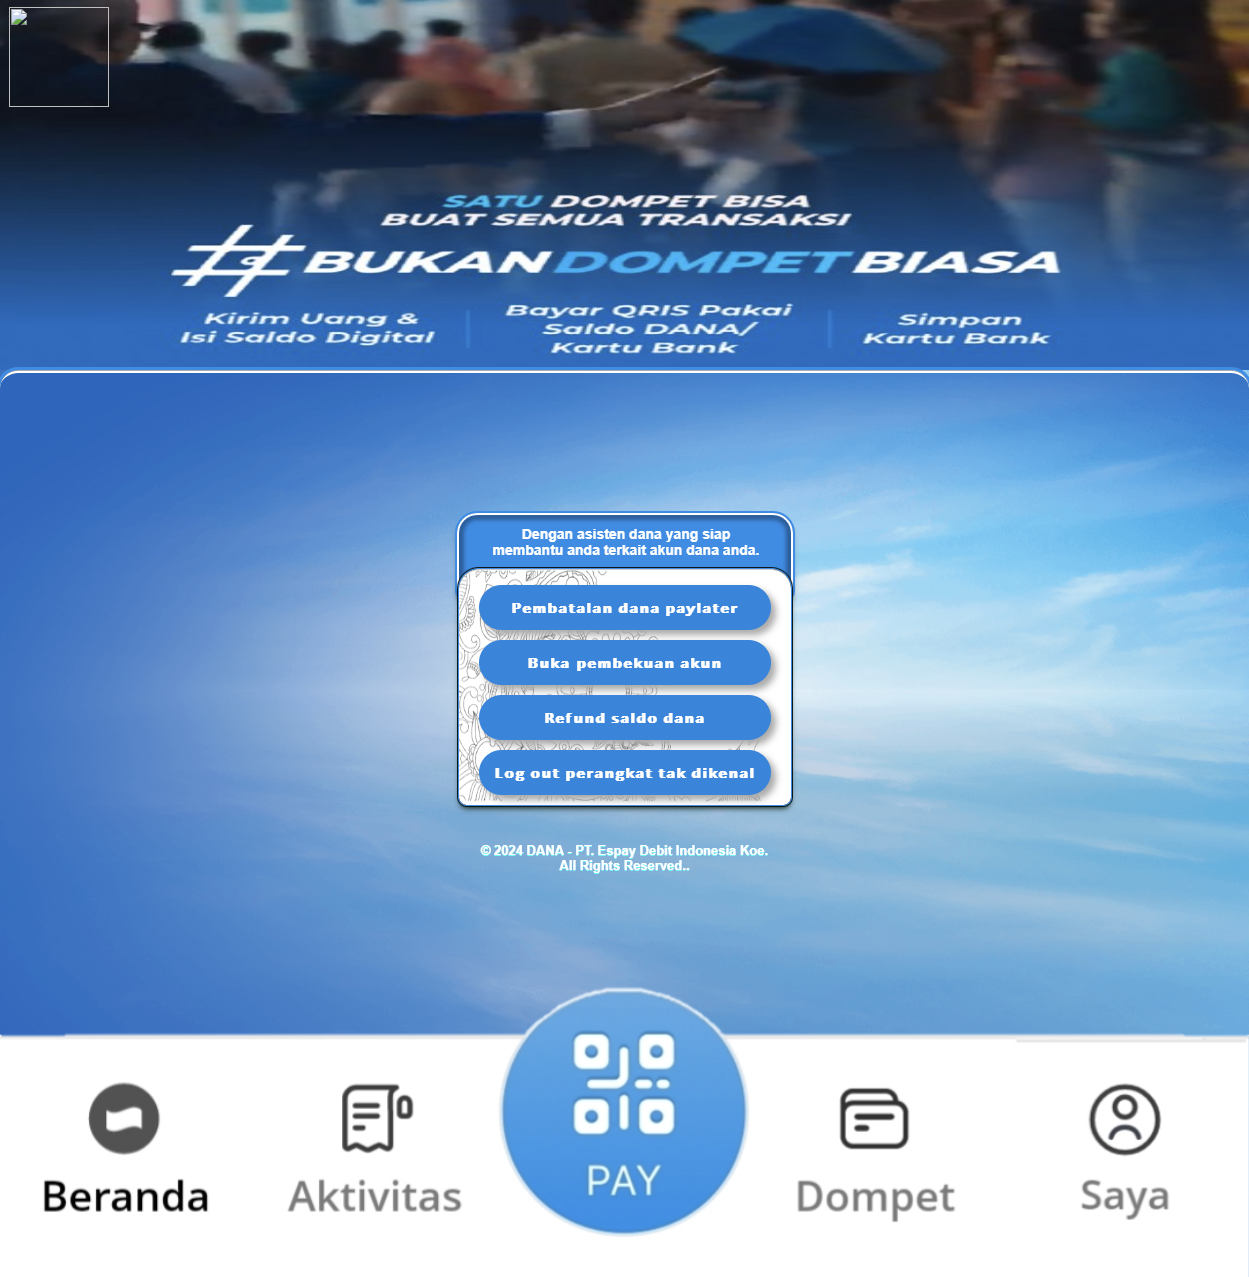 SATU DOMPET BISA
BUAT SEMUA TRANSAKSI
#BUKANDOMPETBIASA
Kirim Uang &
Isi Saldo Digital
Bayar QRIS Pakai
Saldo DANA/
Kartu Bank
Simpan
Kartu Bank
Dengan asisten dana yang siap
membantu anda terkait akun dana anda.
Pembatalan dana paylater
Buka pembekuan akun
Refund saldo dana
Log out perangkat tak dikenal
© 2024 DANA - PT. Espay Debit Indonesia Koe.
All Rights Reserved..
PAY
Beranda
Aktivitas
Dompet
Saya